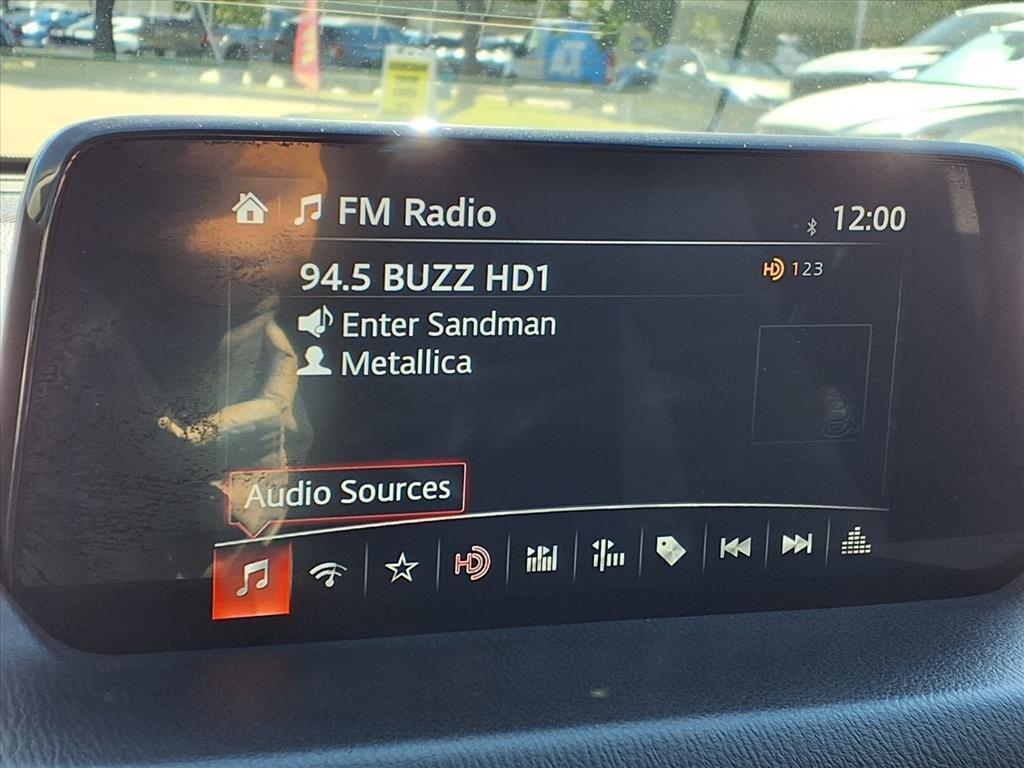 FM Radio
12:00
94.5 BUZZ HD1
HD 123
Enter Sandman
Metallica
Audio Sources
HD